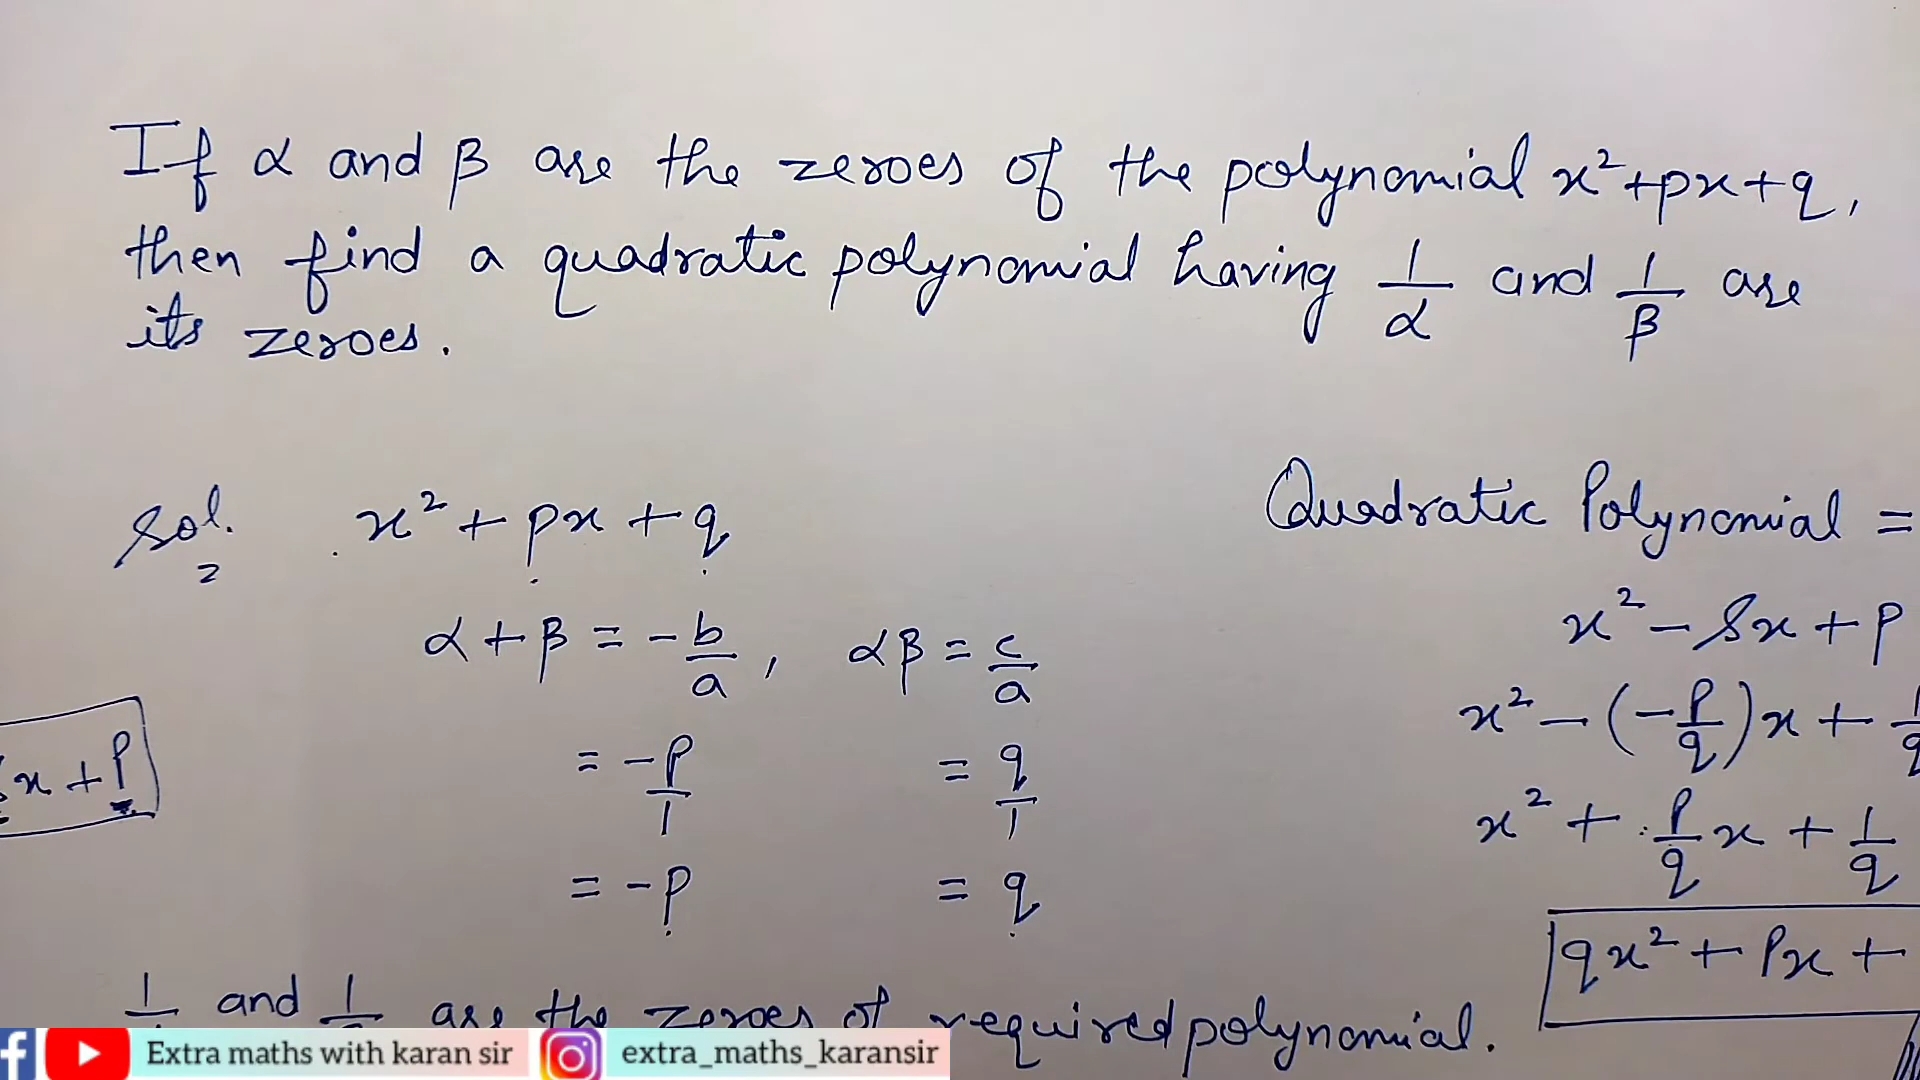 If α and β are the zeroes of the polynomial x²+px+q,
then find a quadratic polynomial having 1/α and 1/β are
its zeroes.
Sol. x² + px + q
α + β = -b/a, αβ = c/a
= -p/1 = q/1
= -p = q
x + P
1 and 1 are the zeroes of required polynomial.
Quadratic Polynomial =
x² - Sx + P
x² - (-P/q)x +
x² + P/q x + 1/q
qx² + Px +
Extra maths with karan sir extra_maths_karansir